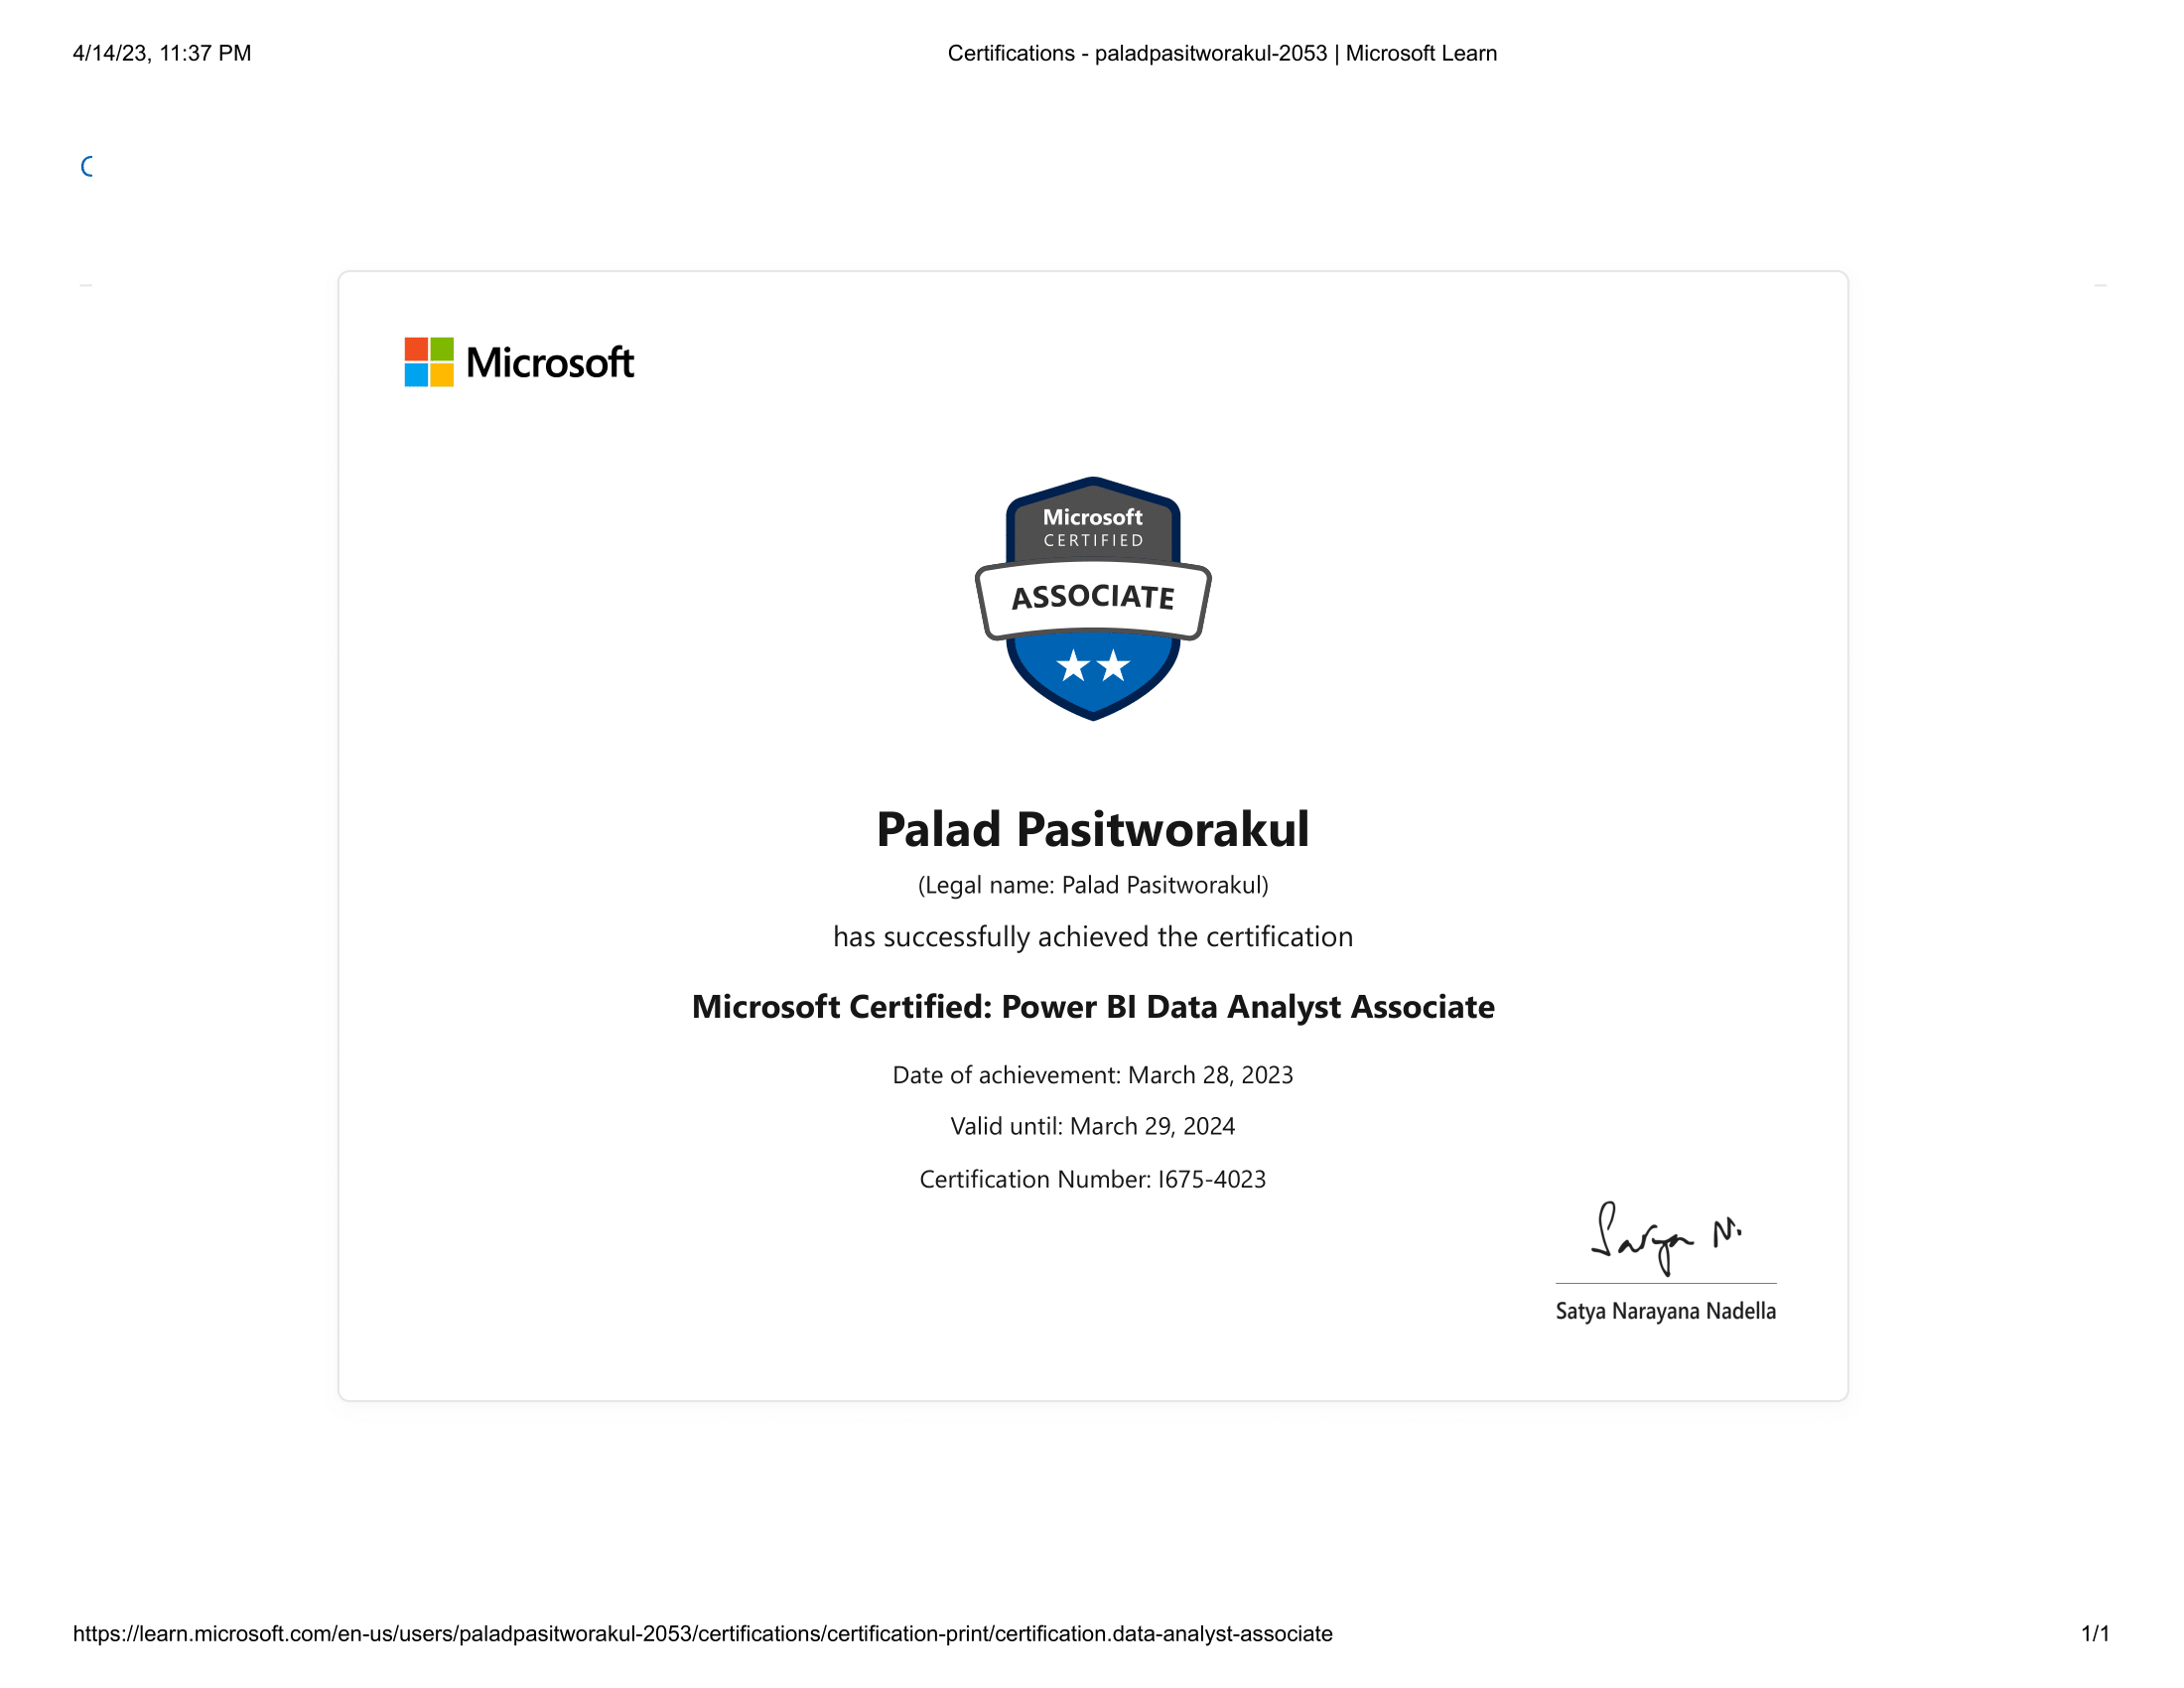 4/14/23, 11:37 PM
Certifications - paladpasitworakul-2053 | Microsoft Learn
Microsoft
Microsoft
CERTIFIED
ASSOCIATE
Palad Pasitworakul
(Legal name: Palad Pasitworakul)
has successfully achieved the certification
Microsoft Certified: Power BI Data Analyst Associate
Date of achievement: March 28, 2023
Valid until: March 29, 2024
Certification Number: I675-4023
Satya N.
Satya Narayana Nadella
https://learn.microsoft.com/en-us/users/paladpasitworakul-2053/certifications/certification-print/certification.data-analyst-associate
1/1